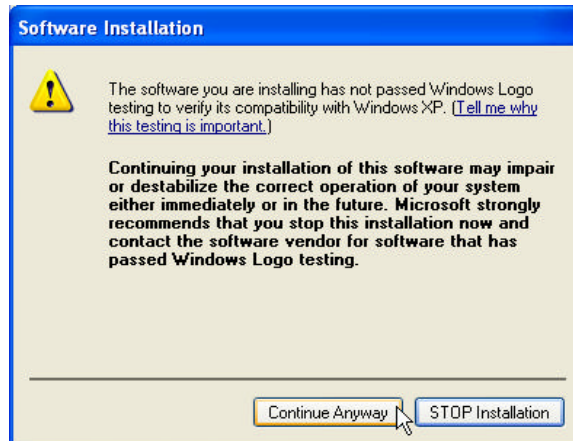 Software Installation
The software you are installing has not passed Windows Logo
testing to verify its compatibility with Windows XP. (Tell me why
this testing is important.)
Continuing your installation of this software may impair
or destabilize the correct operation of your system
either immediately or in the future. Microsoft strongly
recommends that you stop this installation now and
contact the software vendor for software that has
passed Windows Logo testing.
Continue Anyway STOP Installation